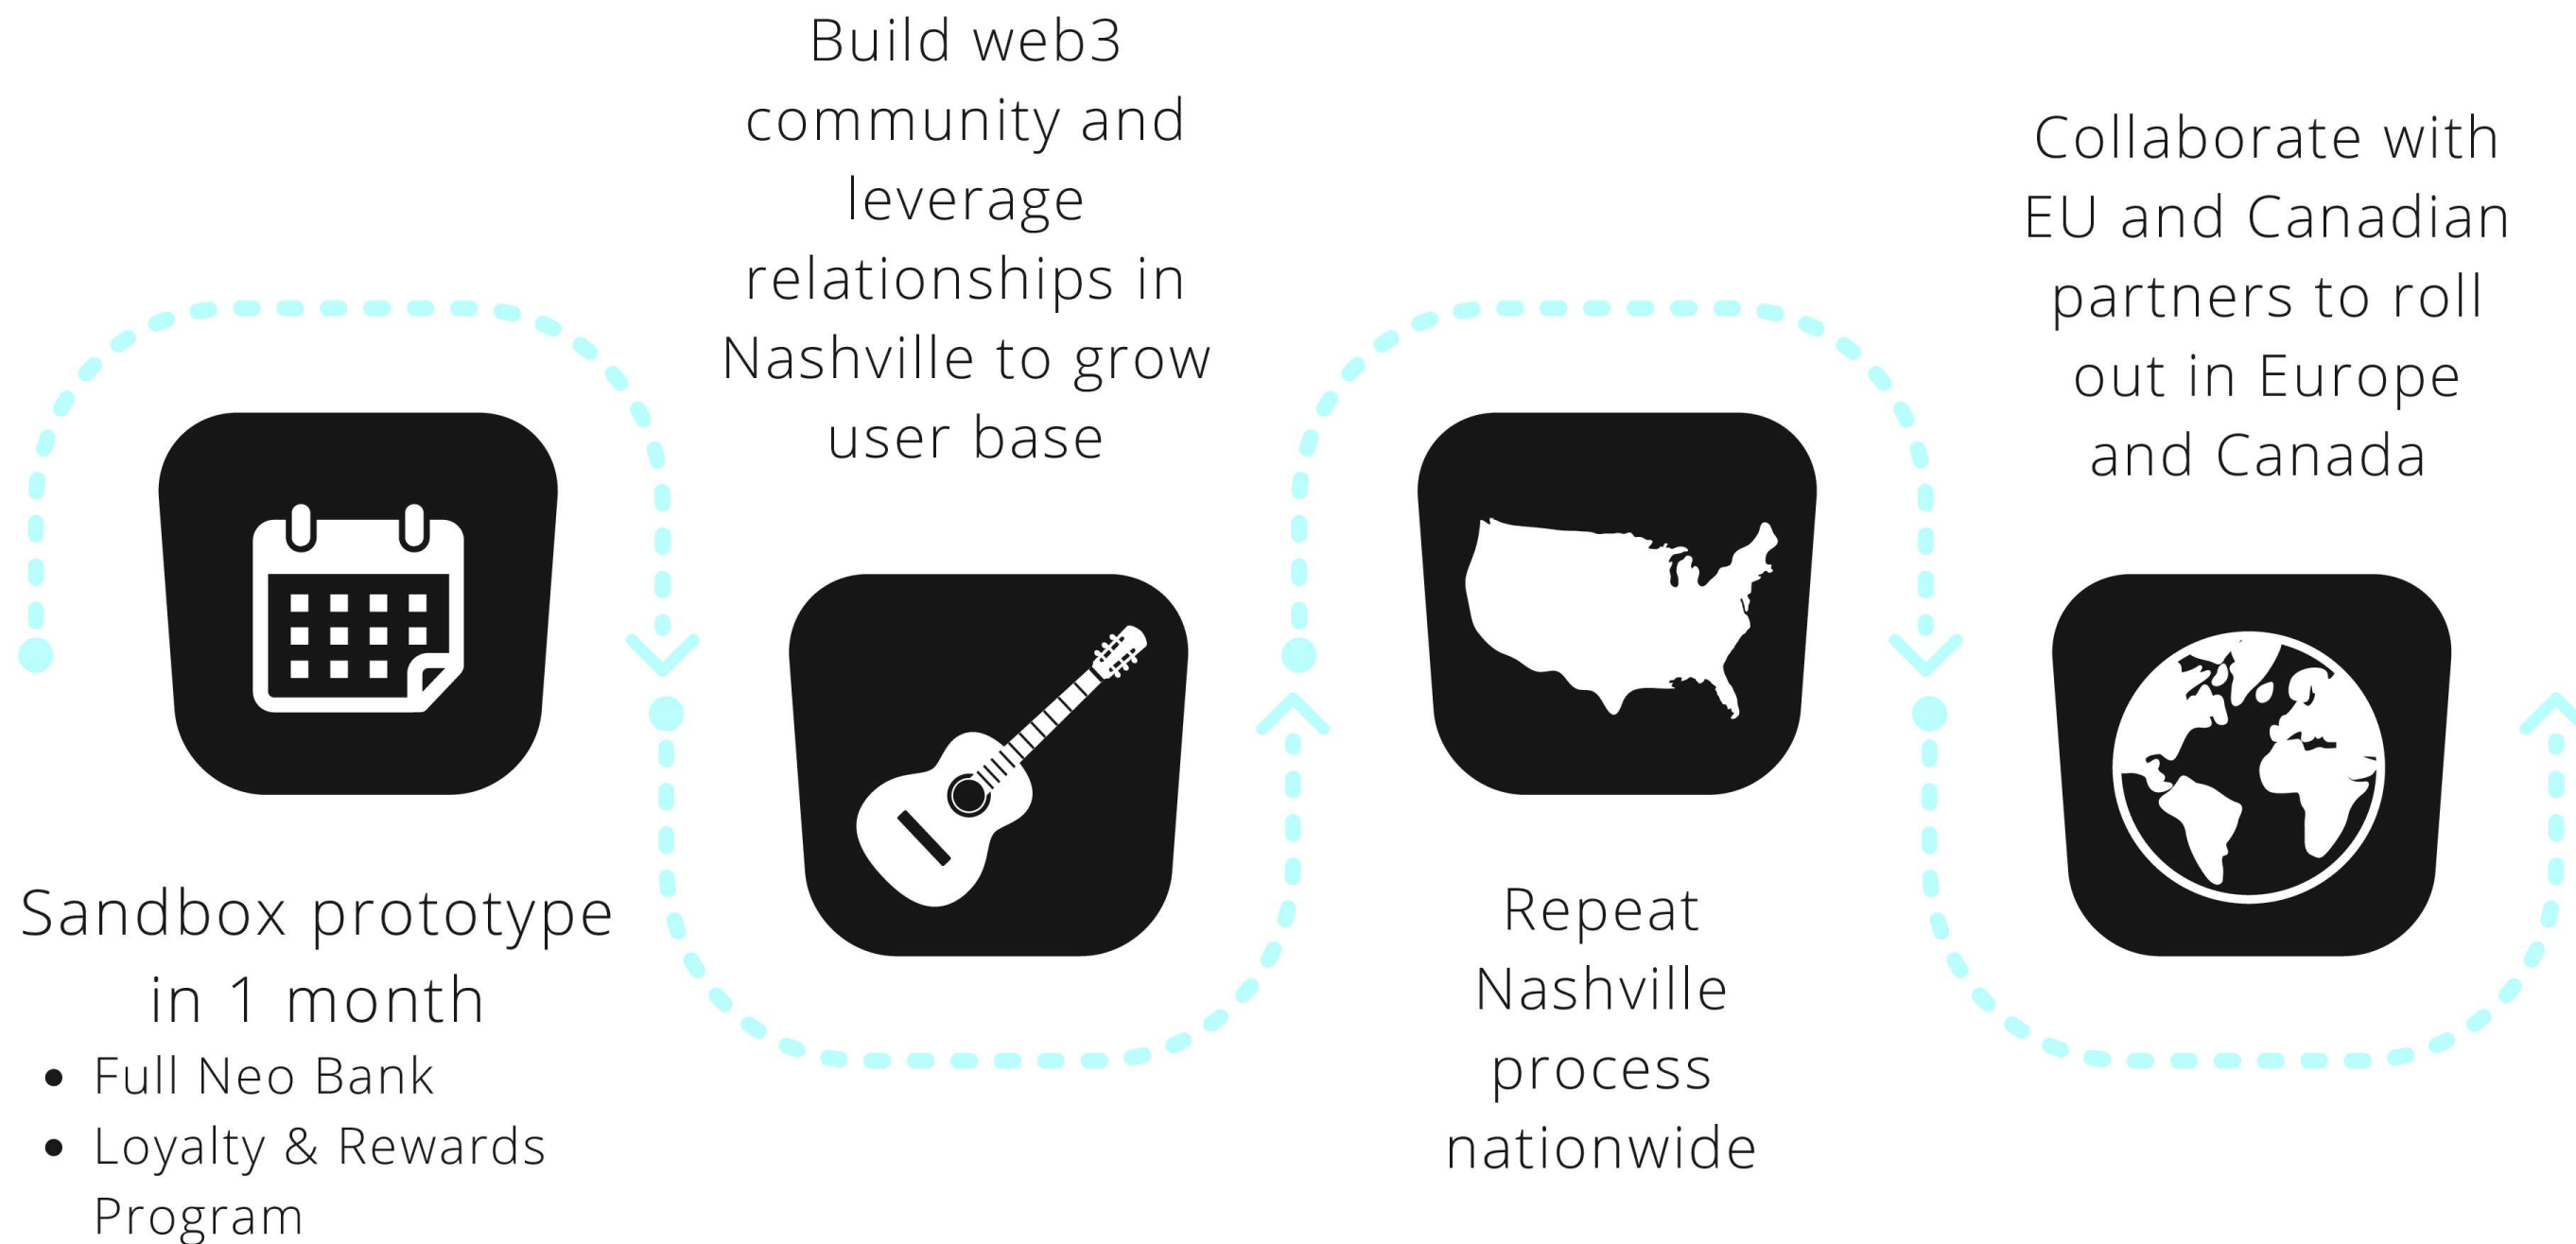 Sandbox prototype
in 1 month
• Full Neo Bank
• Loyalty & Rewards
Program
Build web3
community and
leverage
relationships in
Nashville to grow
user base
Repeat
Nashville
process
nationwide
Collaborate with
EU and Canadian
partners to roll
out in Europe
and Canada